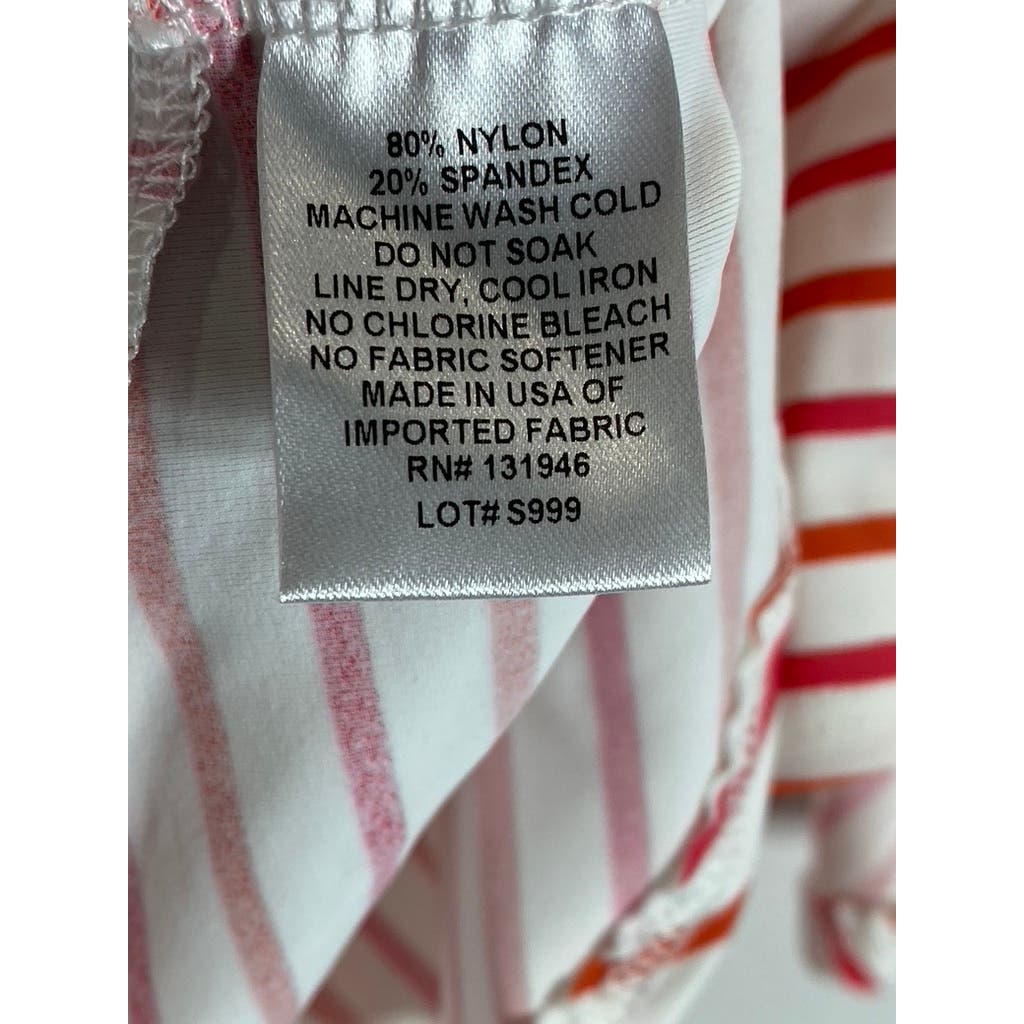 80% NYLON
20% SPANDEX
MACHINE WASH COLD
DO NOT SOAK
LINE DRY, COOL IRON
NO CHLORINE BLEACH
NO FABRIC SOFTENER
MADE IN USA OF
IMPORTED FABRIC
RN# 131946
LOT# S999